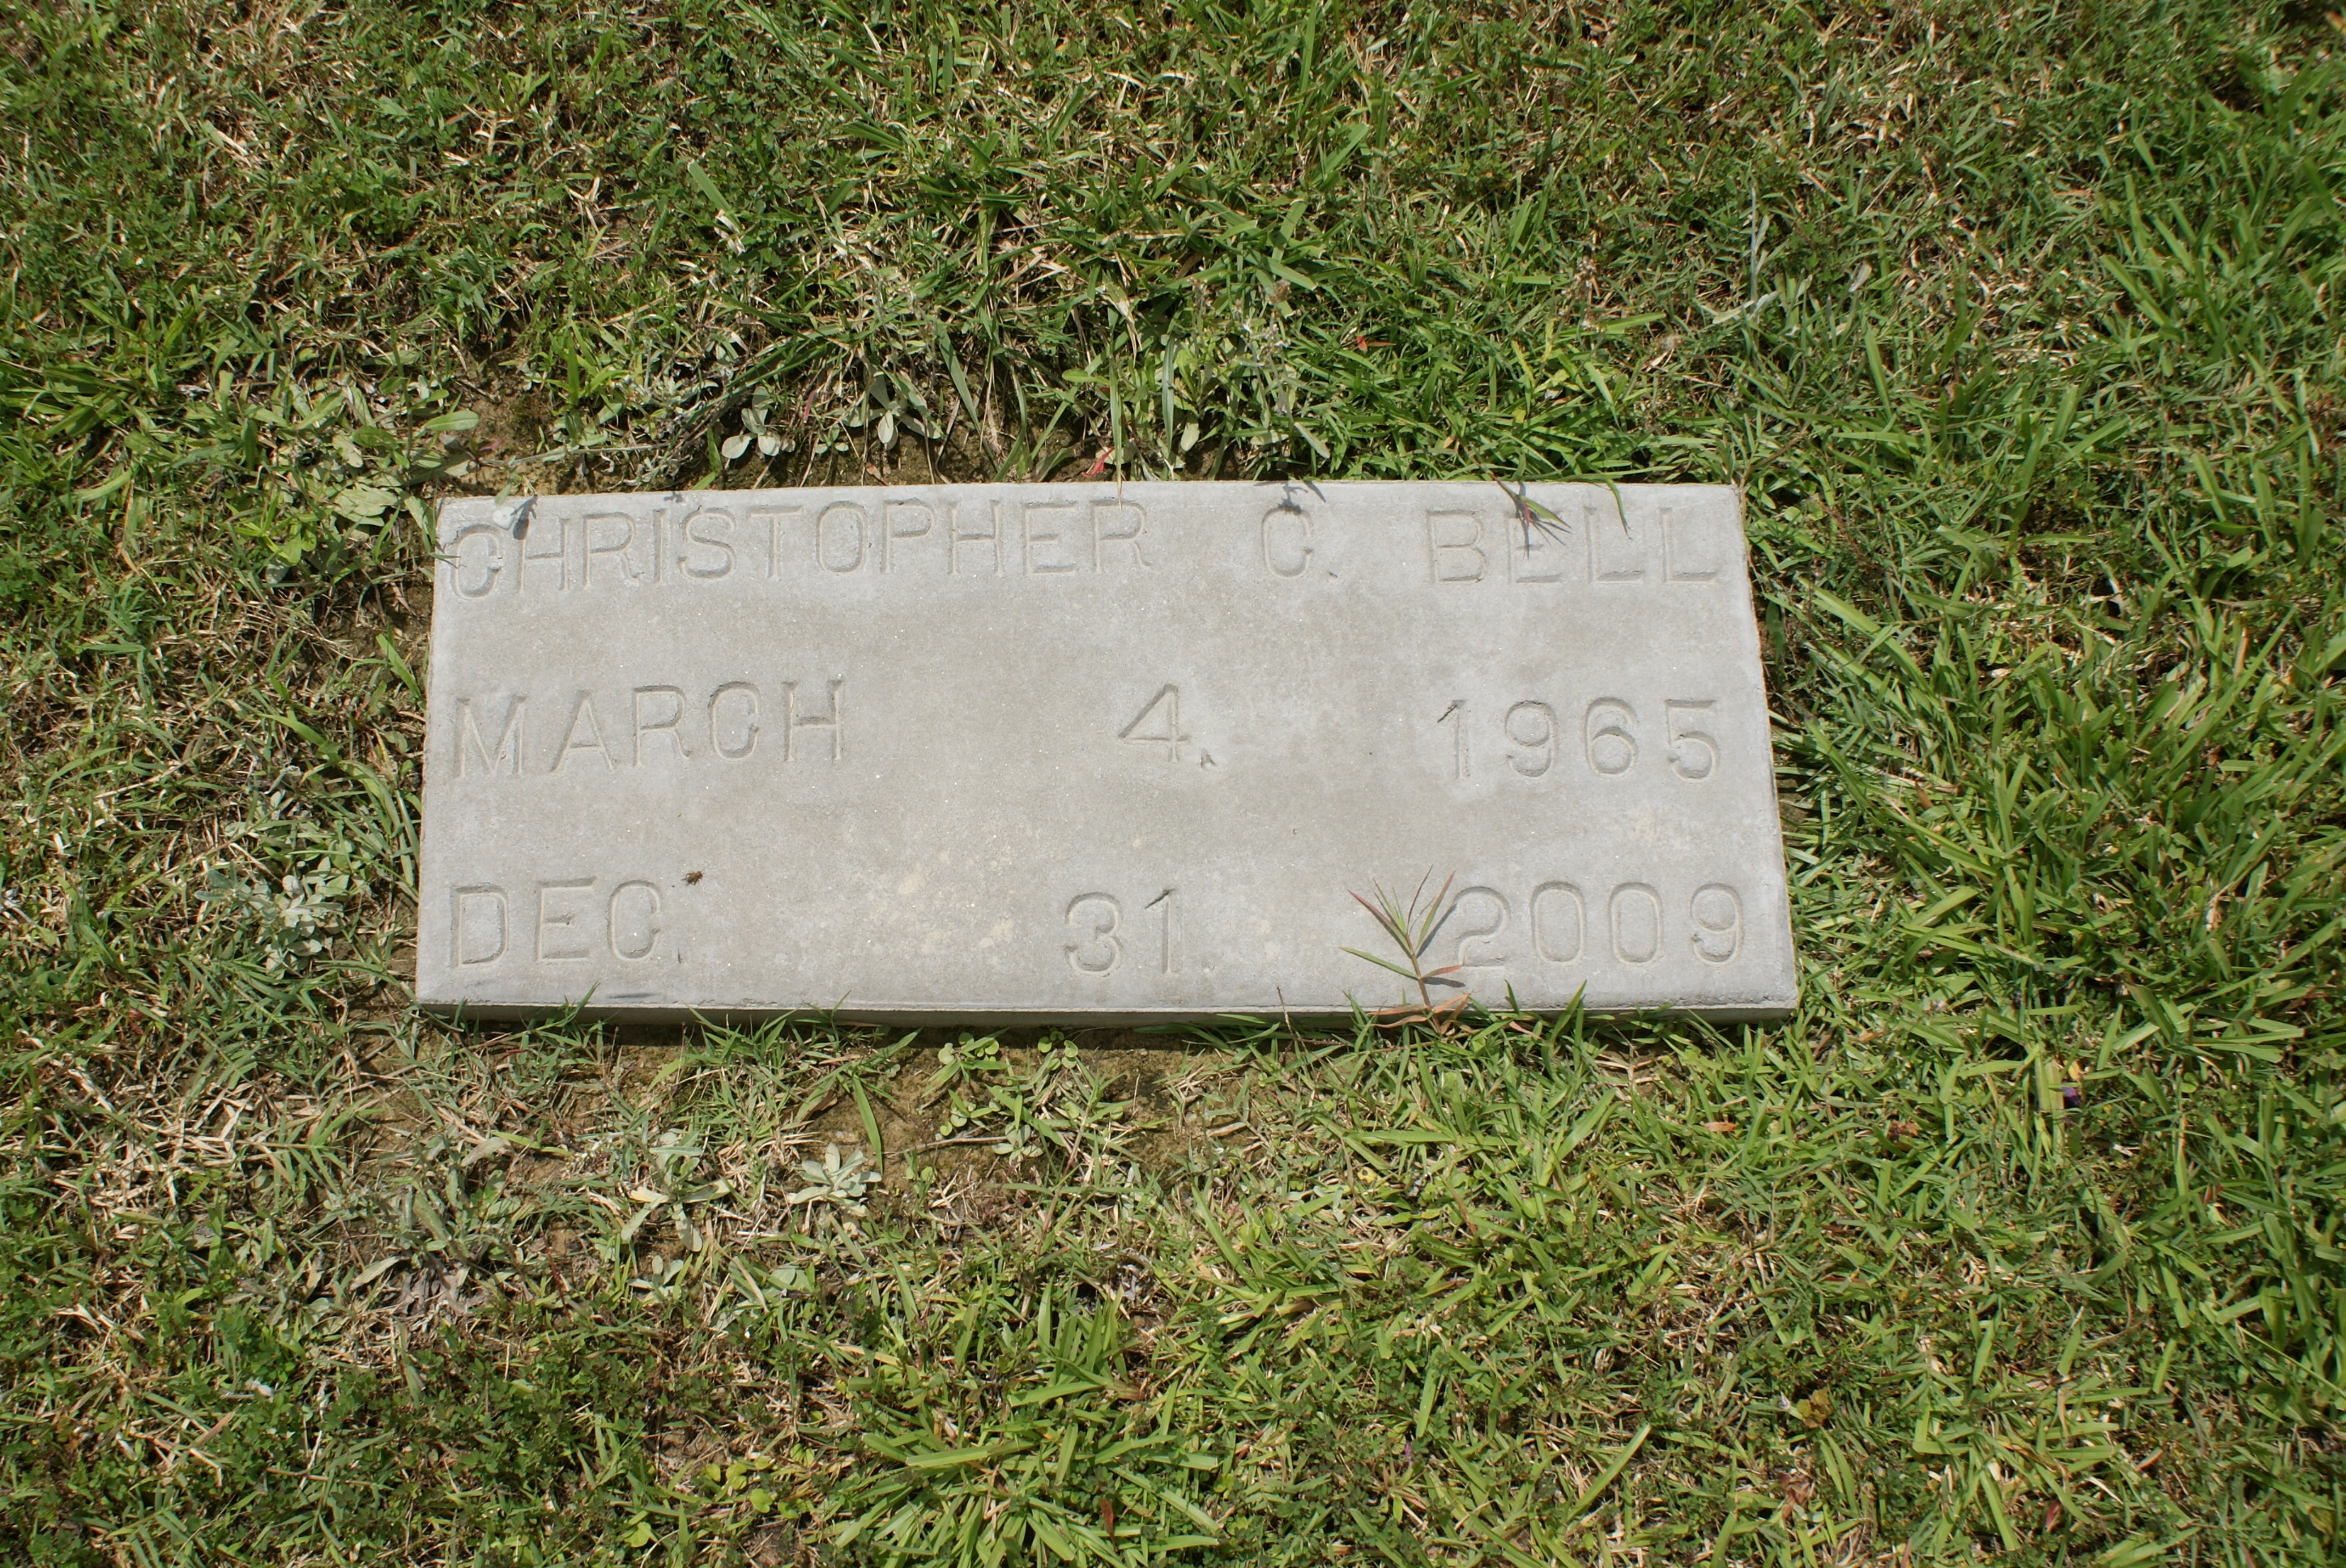 CHRISTOPHER C. BELL
MARCH 4, 1965
DEC. 31 2009